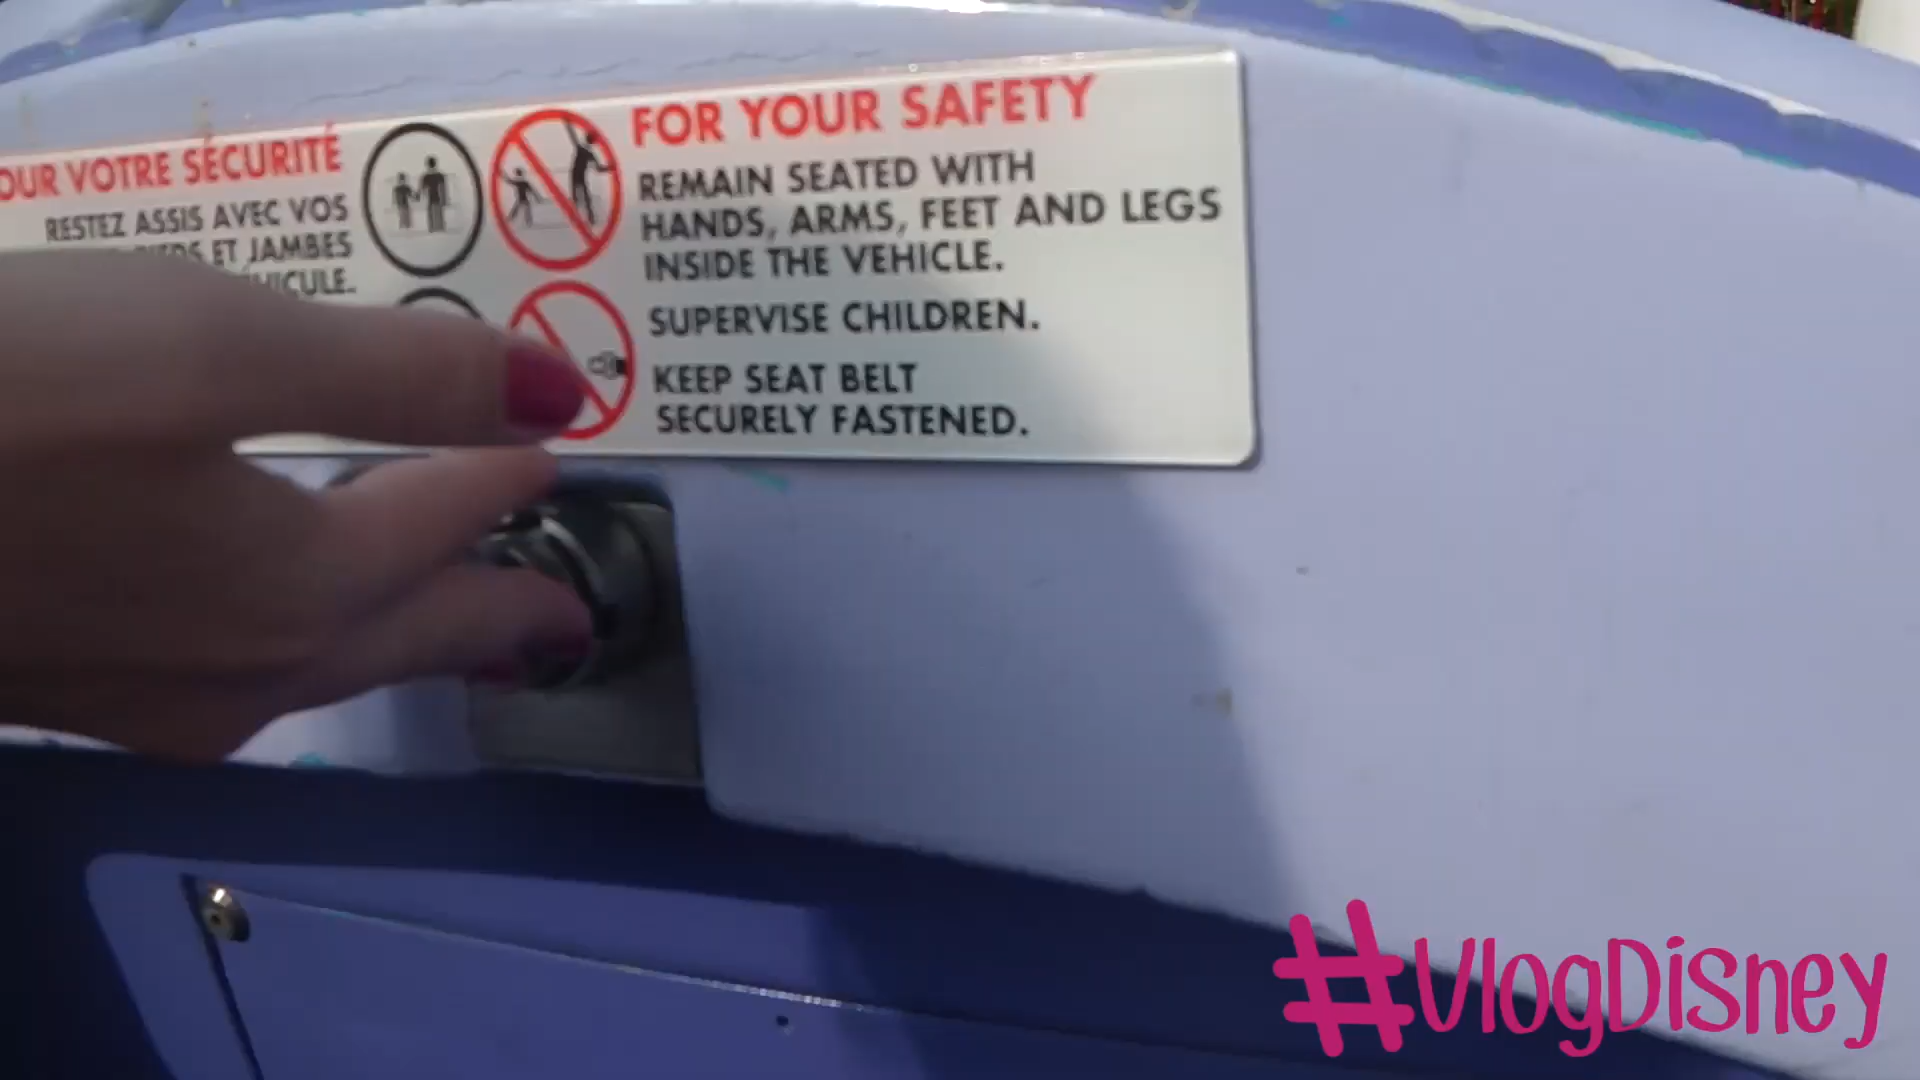 OUR VOTRE SÉCURITÉ
RESTEZ ASSIS AVEC VOS
ET JAMBES
FOR YOUR SAFETY
REMAIN SEATED WITH
HANDS, ARMS, FEET AND LEGS
INSIDE THE VEHICLE.
SUPERVISE CHILDREN.
KEEP SEAT BELT
SECURELY FASTENED.
#VlogDisney